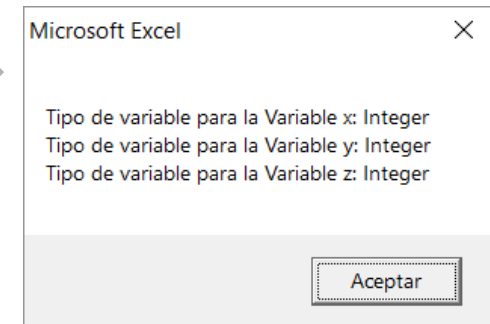 Microsoft Excel
Tipo de variable para la Variable x: Integer
Tipo de variable para la Variable y: Integer
Tipo de variable para la Variable z: Integer
Aceptar